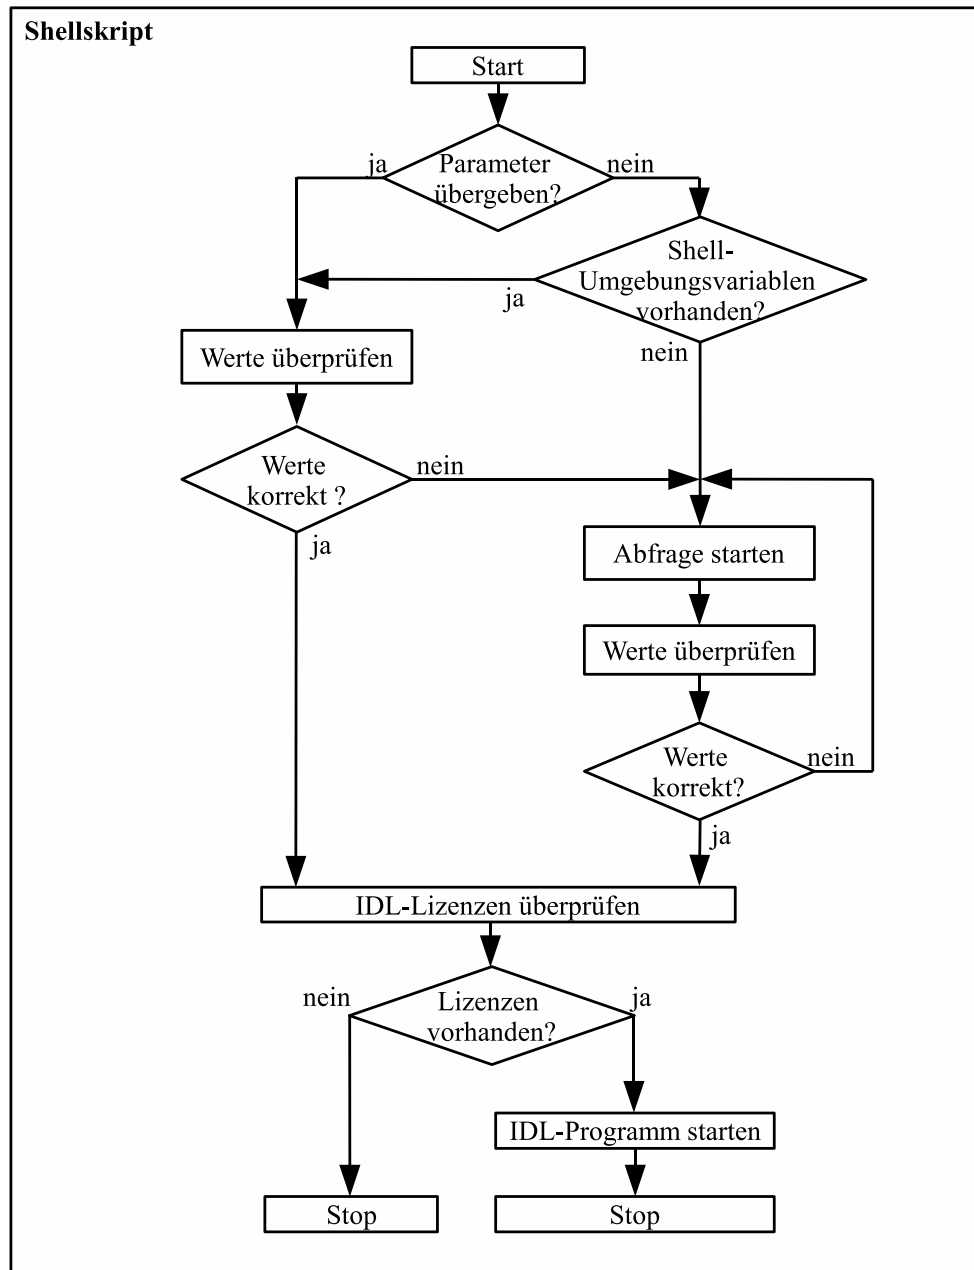 Shellskript
Start
Parameter
übergeben?
ja
nein
Shell-
Umgebungsvariablen
vorhanden?
ja
nein
Werte überprüfen
Werte
korrekt ?
nein
ja
Abfrage starten
Werte überprüfen
Werte
korrekt?
nein
ja
IDL-Lizenzen überprüfen
Lizenzen
vorhanden?
nein
ja
IDL-Programm starten
Stop
Stop